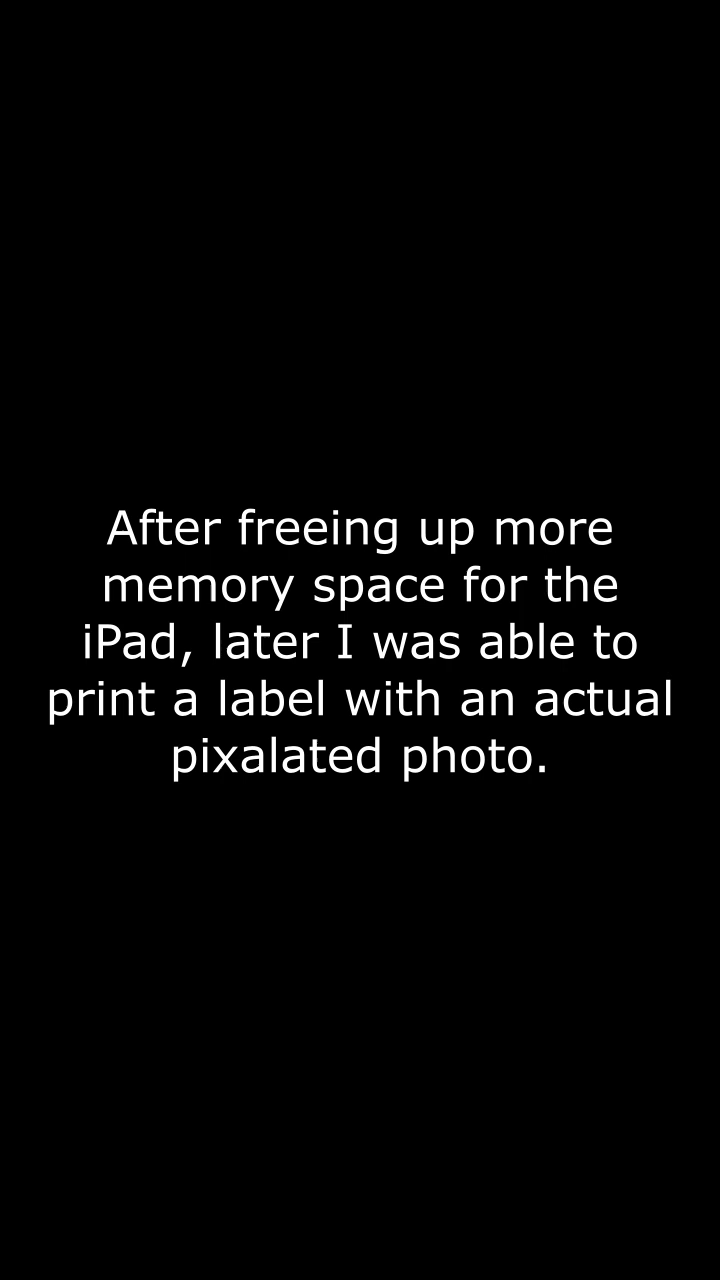 After freeing up more
memory space for the
iPad, later I was able to
print a label with an actual
pixalated photo.